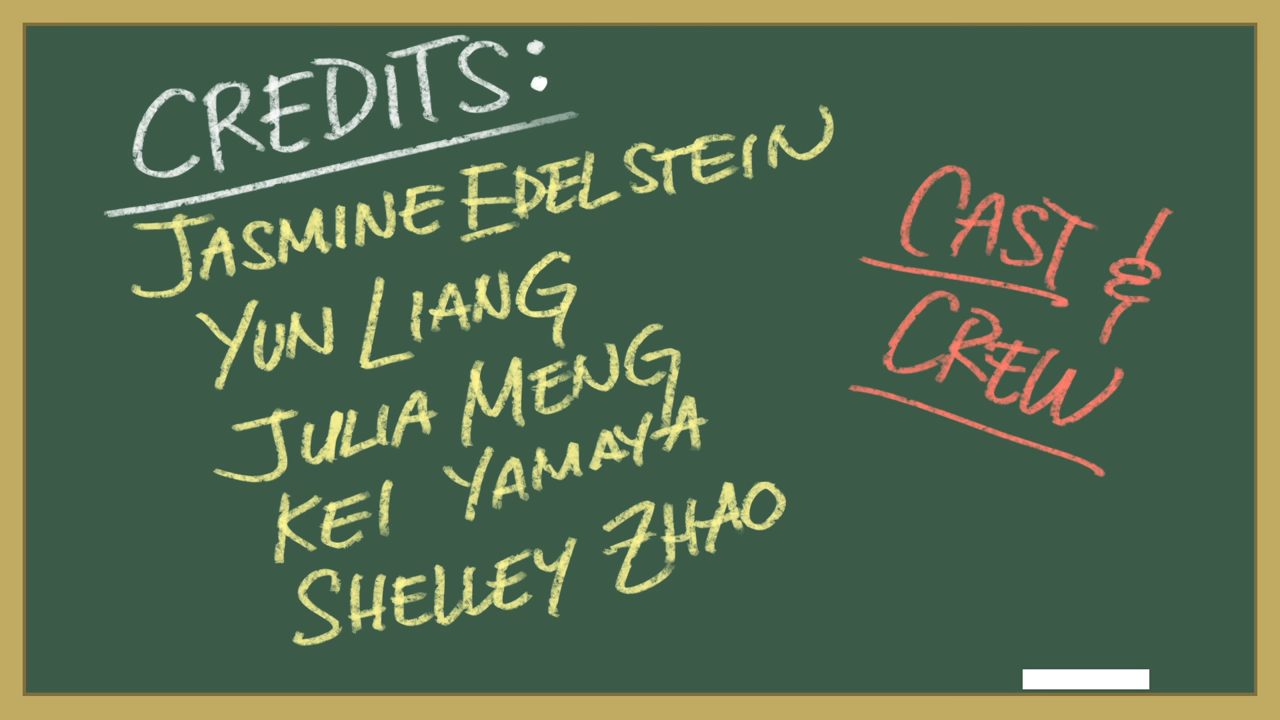 CREDITS:
JASMINE EDELSTEIN
YUN LIANG
JULIA MENG
KEI YAMAYA
SHELLEY ZHAO
CAST &
CREW